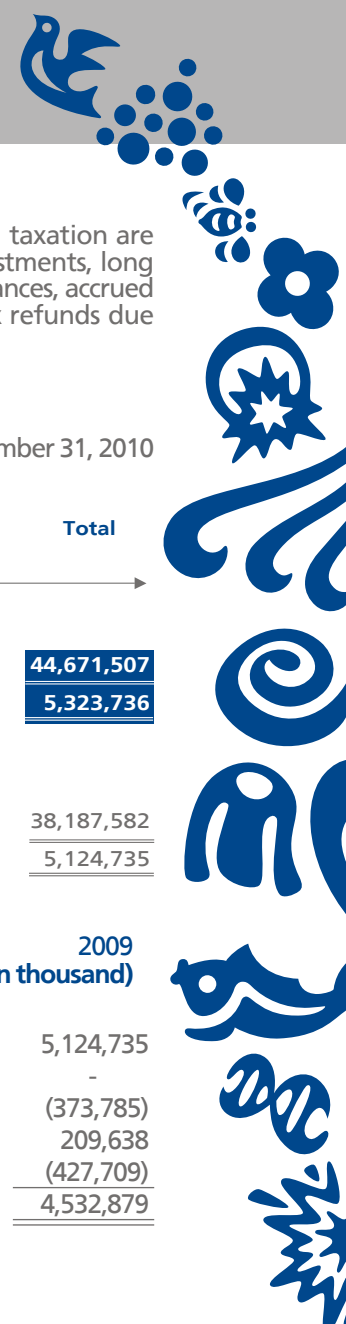 taxation are
stments, long
ances, accrued
refunds due
mber 31, 2010
Total
44,671,507
5,323,736
38,187,582
5,124,735
2009
n thousand)
5,124,735
-
(373,785)
209,638
(427,709)
4,532,879